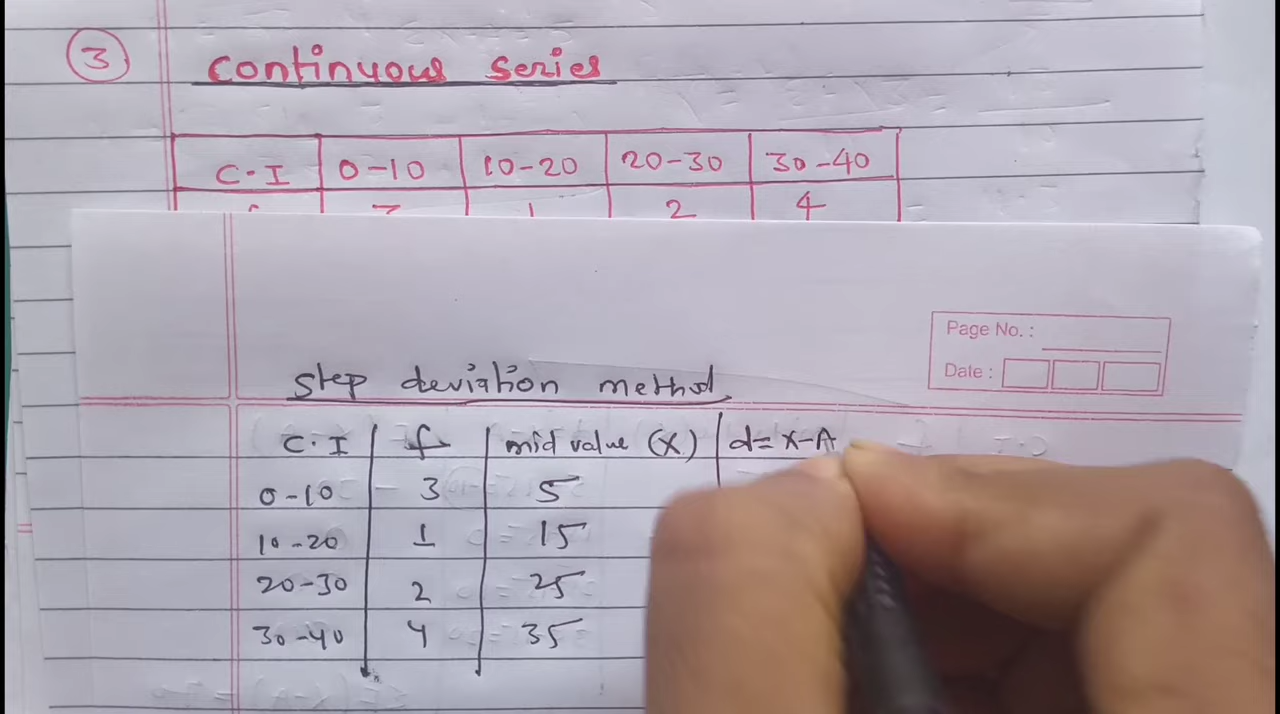 3 continuous series
C.I 0-10 10-20 20-30 30-40
2 4
Page No. :
Date :
step deviation method
C.I f mid value (x) d=x-A
0-10 3 5
10-20 1 15
20-30 2 25
30-40 4 35